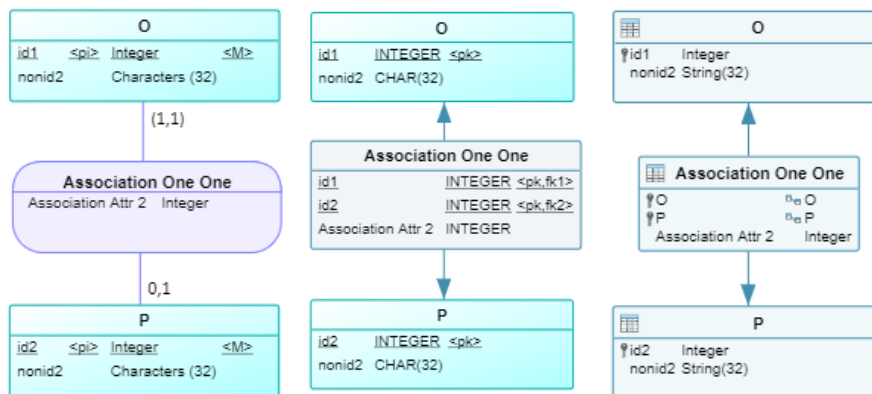 O
id1 <pi> Integer <M>
nonid2 Characters (32)
(1,1)
Association One One
Association Attr 2 Integer
0,1
P
id2 <pi> Integer <M>
nonid2 Characters (32)
O
id1 INTEGER <pk>
nonid2 CHAR(32)
Association One One
id1 INTEGER <pk,fk1>
id2 INTEGER <pk,fk2>
Association Attr 2 INTEGER
P
id2 INTEGER <pk>
nonid2 CHAR(32)
O
id1 Integer
nonid2 String(32)
Association One One
O O
P P
Association Attr 2 Integer
P
id2 Integer
nonid2 String(32)